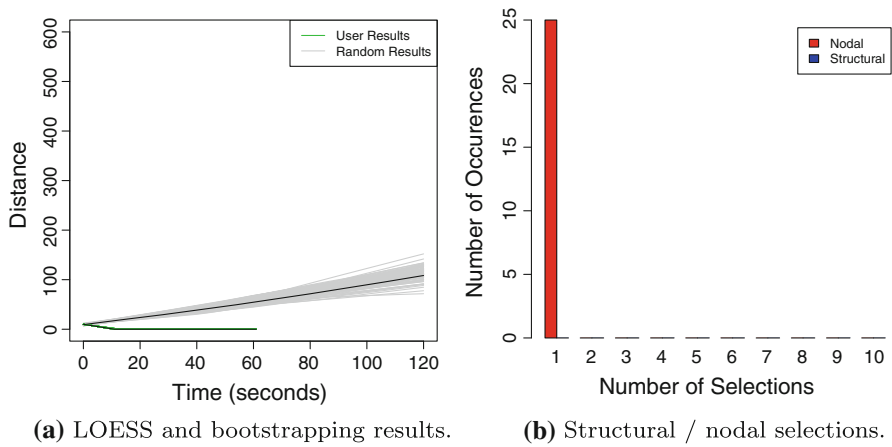 600
500
400
300
200
100
0
Distance
User Results
Random Results
0 20 40 60 80 100 120
Time (seconds)
(a) LOESS and bootstrapping results.
25
20
15
10
5
0
Number of Occurences
Nodal
Structural
1 2 3 4 5 6 7 8 9 10
Number of Selections
(b) Structural / nodal selections.